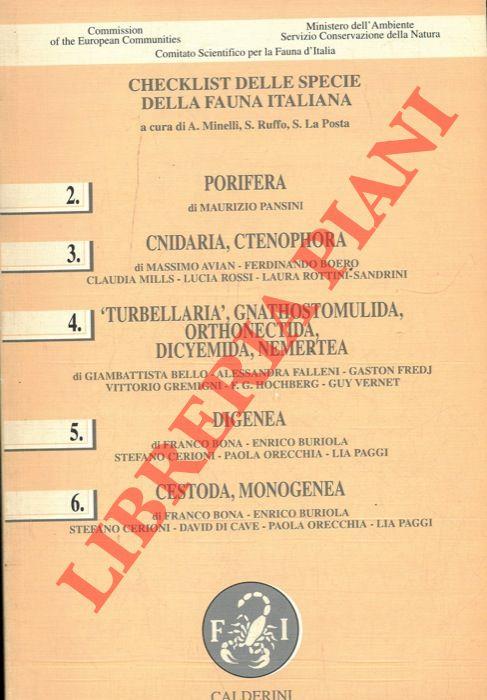 Commission
of the European Communities
Ministero dell'Ambiente
Servizio Conservazione della Natura
Comitato Scientifico per la Fauna d'Italia
CHECKLIST DELLE SPECIE
DELLA FAUNA ITALIANA
a cura di A. Minelli, S. Ruffo, S. La Posta
2.
PORIFERA
di MAURIZIO PANSINI
3.
CNIDARIA, CTENOPHORA
di MASSIMO AVIAN - FERDINANDO BOERO
CLAUDIA MILLS - LUCIA ROSSI - LAURA ROTTINI-SANDRINI
4.
'TURBELLARIA', GNATHOSTOMULIDA,
ORTHONECTIDA,
DICYEMIDA, NEMERTEA
di GIAMBATTISTA BELLO - ALESSANDRA FALLENI - GASTON FREDJ
VITTORIO GREMIGNI - F. G. HOCHBERG - GUY VERNET
5.
DIGENEA
di FRANCO BONA - ENRICO BURIOLA
STEFANO CERIONI - PAOLA ORECCHIA - LIA PAGGI
6.
CESTODA, MONOGENEA
di FRANCO BONA - ENRICO BURIOLA
STEFANO CERIONI - DAVID DI CAVE - PAOLA ORECCHIA - LIA PAGGI
F I
CALDERINI
LIBRERIA PIANI